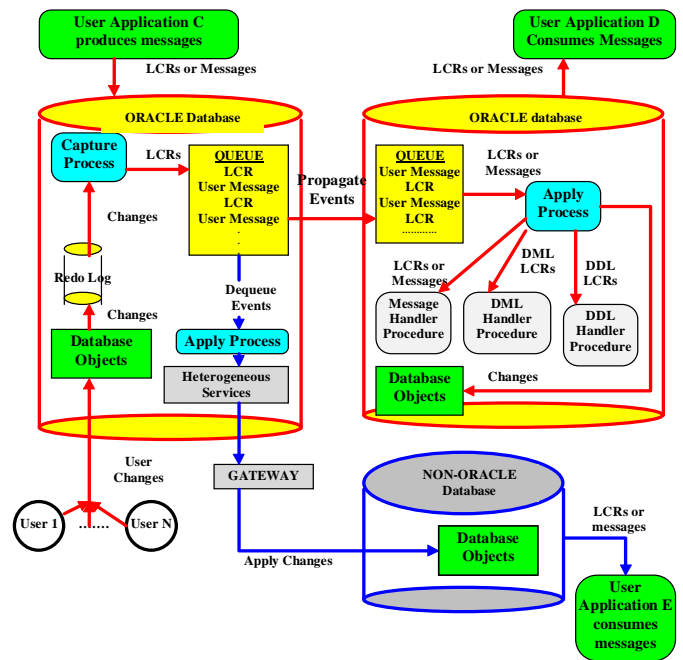 User Application C
produces messages
User Application D
Consumes Messages
LCRs or Messages
LCRs or Messages
ORACLE Database
ORACLE database
Capture
Process
LCRs
QUEUE
LCR
User Message
LCR
User Message
.
.
Propagate
Events
QUEUE
User Message
LCR
User Message
LCR
.............
LCRs or
Messages
Apply
Process
Changes
Redo Log
Changes
Database
Objects
Dequeue
Events
Apply Process
Heterogeneous
Services
LCRs or
Messages
DML
LCRs
DDL
LCRs
Message
Handler
Procedure
DML
Handler
Procedure
DDL
Handler
Procedure
Database
Objects
Changes
User
Changes
GATEWAY
User 1
.......
User N
Apply Changes
NON-ORACLE
Database
Database
Objects
LCRs or
messages
User
Application E
consumes
messages